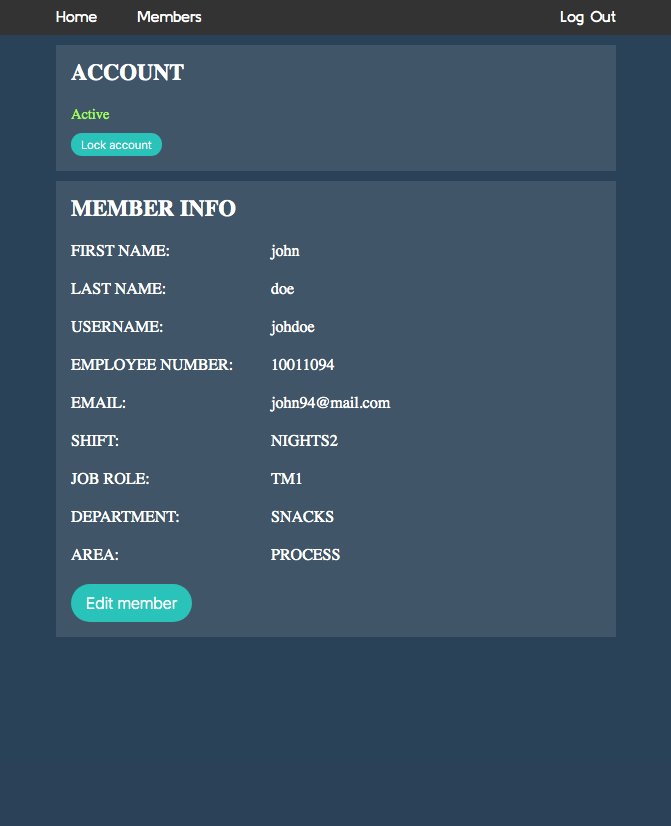 Home Members Log Out
ACCOUNT
Active
Lock account
MEMBER INFO
FIRST NAME: john
LAST NAME: doe
USERNAME: johdoe
EMPLOYEE NUMBER: 10011094
EMAIL: john94@mail.com
SHIFT: NIGHTS2
JOB ROLE: TM1
DEPARTMENT: SNACKS
AREA: PROCESS
Edit member